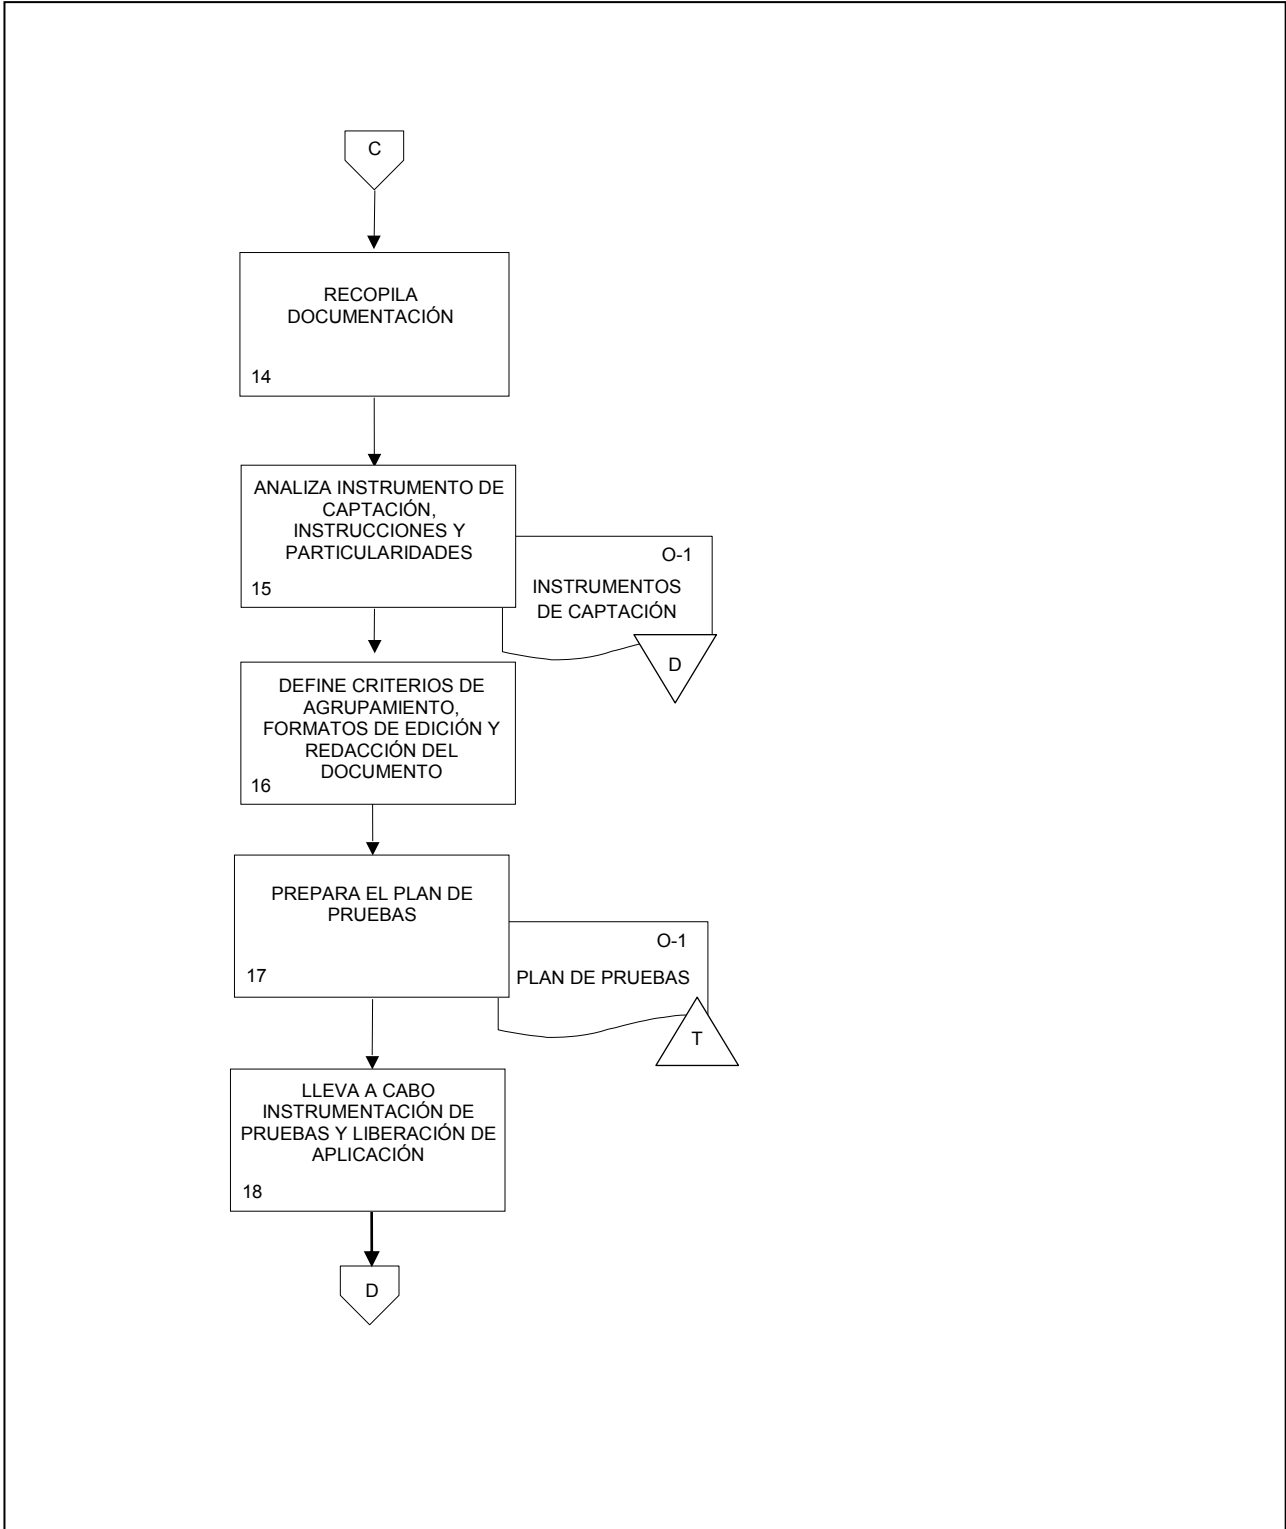 C
RECOPILA
DOCUMENTACIÓN
14
ANALIZA INSTRUMENTO DE
CAPTACIÓN,
INSTRUCCIONES Y
PARTICULARIDADES
15
O-1
INSTRUMENTOS
DE CAPTACIÓN
D
DEFINE CRITERIOS DE
AGRUPAMIENTO,
FORMATOS DE EDICIÓN Y
REDACCIÓN DEL
DOCUMENTO
16
PREPARA EL PLAN DE
PRUEBAS
17
O-1
PLAN DE PRUEBAS
T
LLEVA A CABO
INSTRUMENTACIÓN DE
PRUEBAS Y LIBERACIÓN DE
APLICACIÓN
18
D